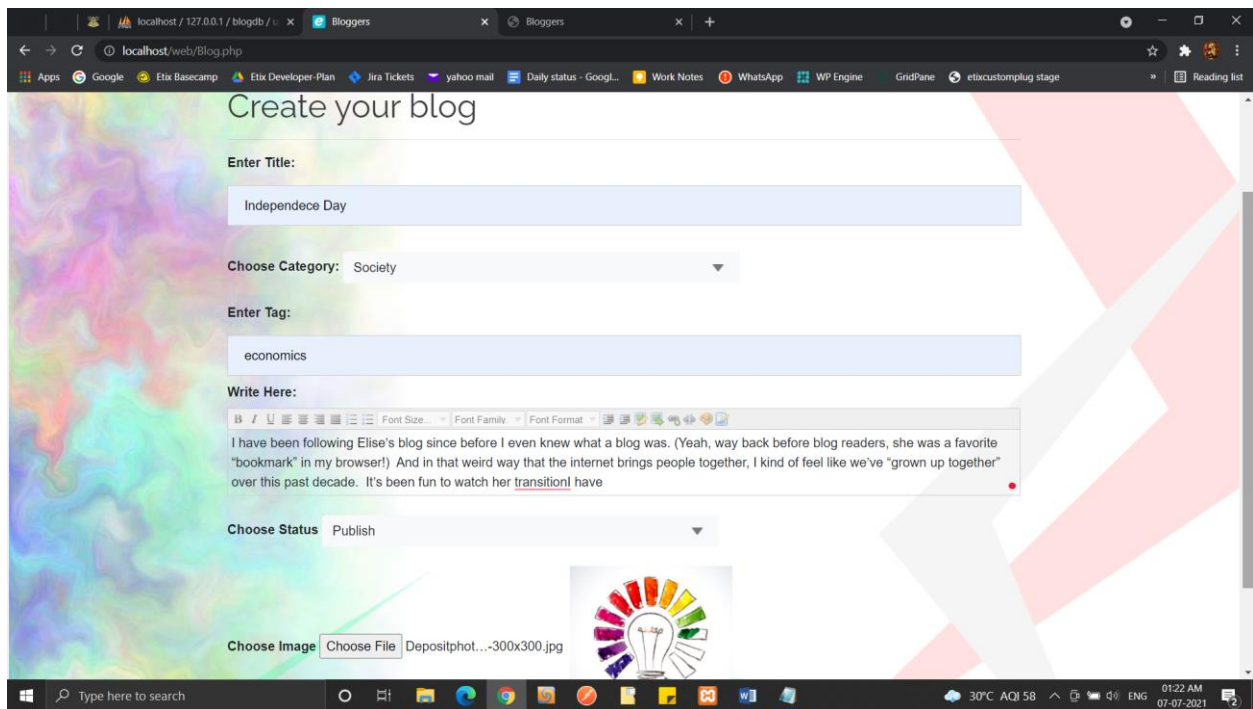 localhost / 127.0.0.1 / blogdb / u
Bloggers
Bloggers
localhost/web/Blog.php
Apps Google Etix Basecamp Etix Developer-Plan Jira Tickets yahoo mail Daily status - Googl... Work Notes WhatsApp WP Engine GridPane etixcustomplug stage » Reading list
Create your blog
Enter Title:
Independece Day
Choose Category: Society
Enter Tag:
economics
Write Here:
B I U Font Size... Font Family. Font Format
I have been following Elise's blog since before I even knew what a blog was. (Yeah, way back before blog readers, she was a favorite
“bookmark” in my browser!) And in that weird way that the internet brings people together, I kind of feel like we've “grown up together”
over this past decade. It's been fun to watch her transitionI have
Choose Status Publish
Choose Image Choose File Depositphot...-300x300.jpg
Type here to search
30°C AQI 58 ENG 01:22 AM
07-07-2021
2